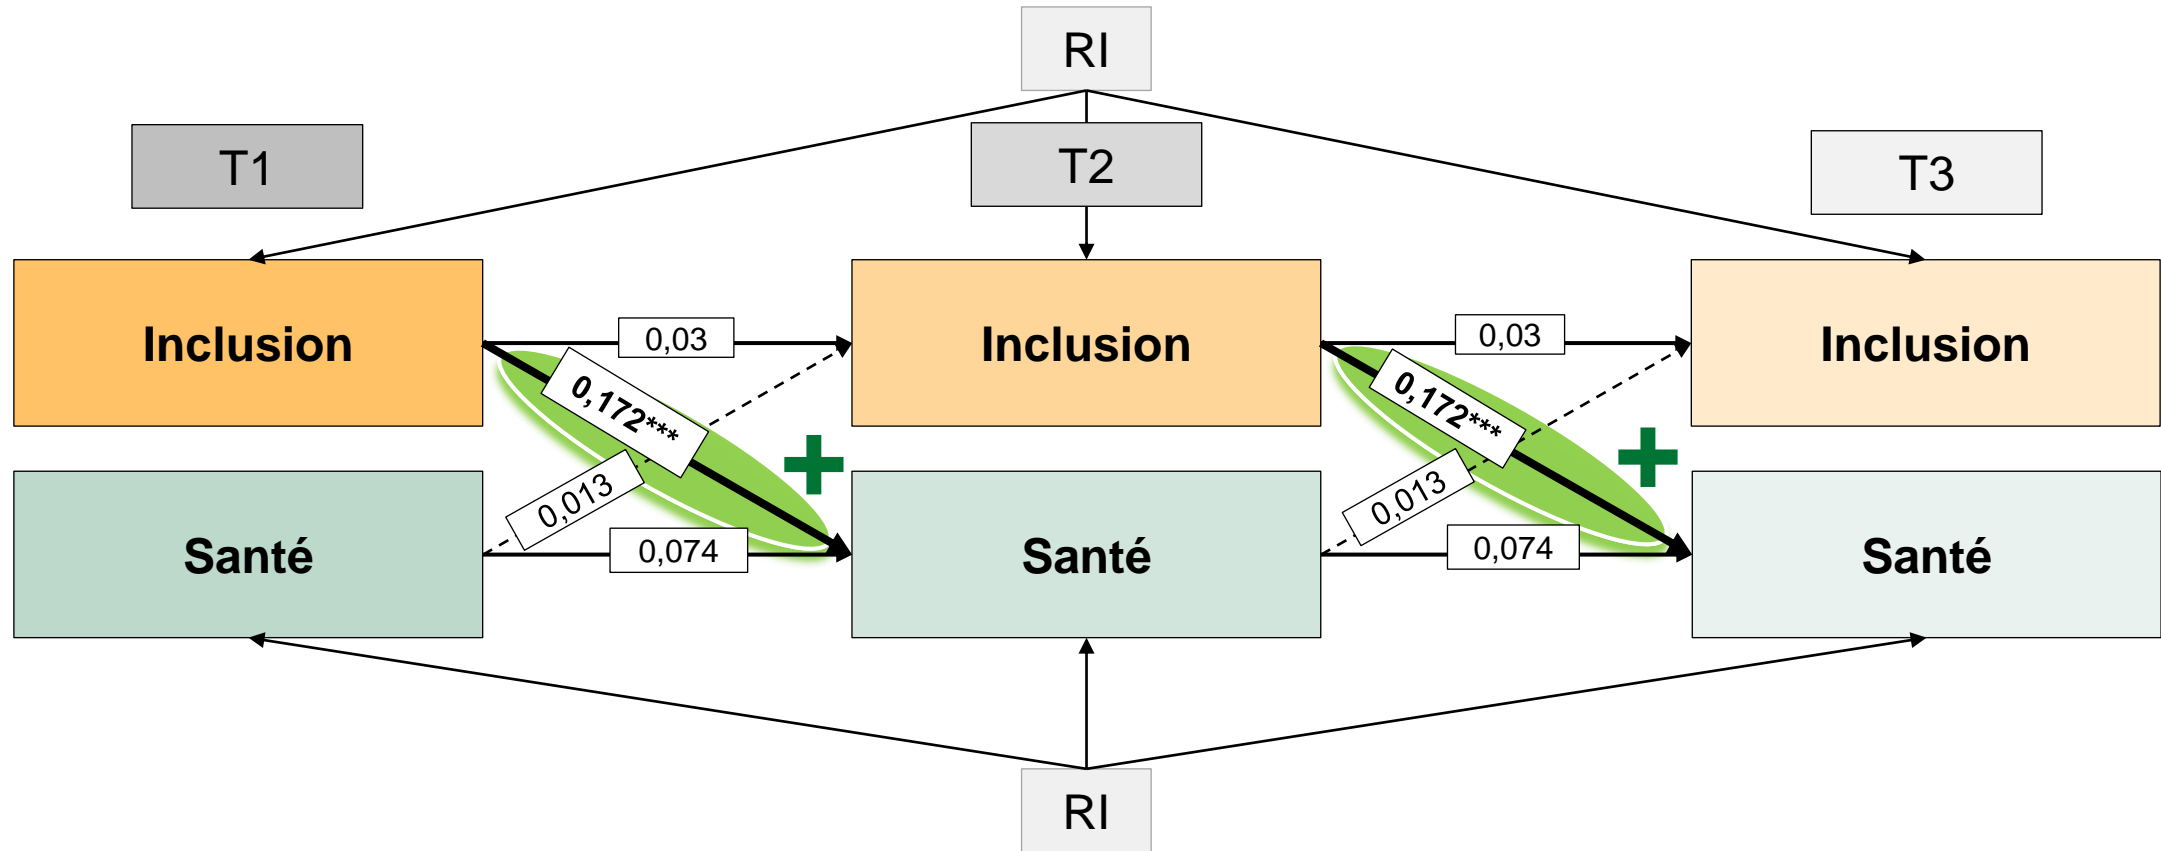 RI
T1
T2
T3
Inclusion
0,03
Inclusion
0,03
Inclusion
0,172***
0,172***
0,013
0,013
Santé
0,074
Santé
0,074
Santé
RI